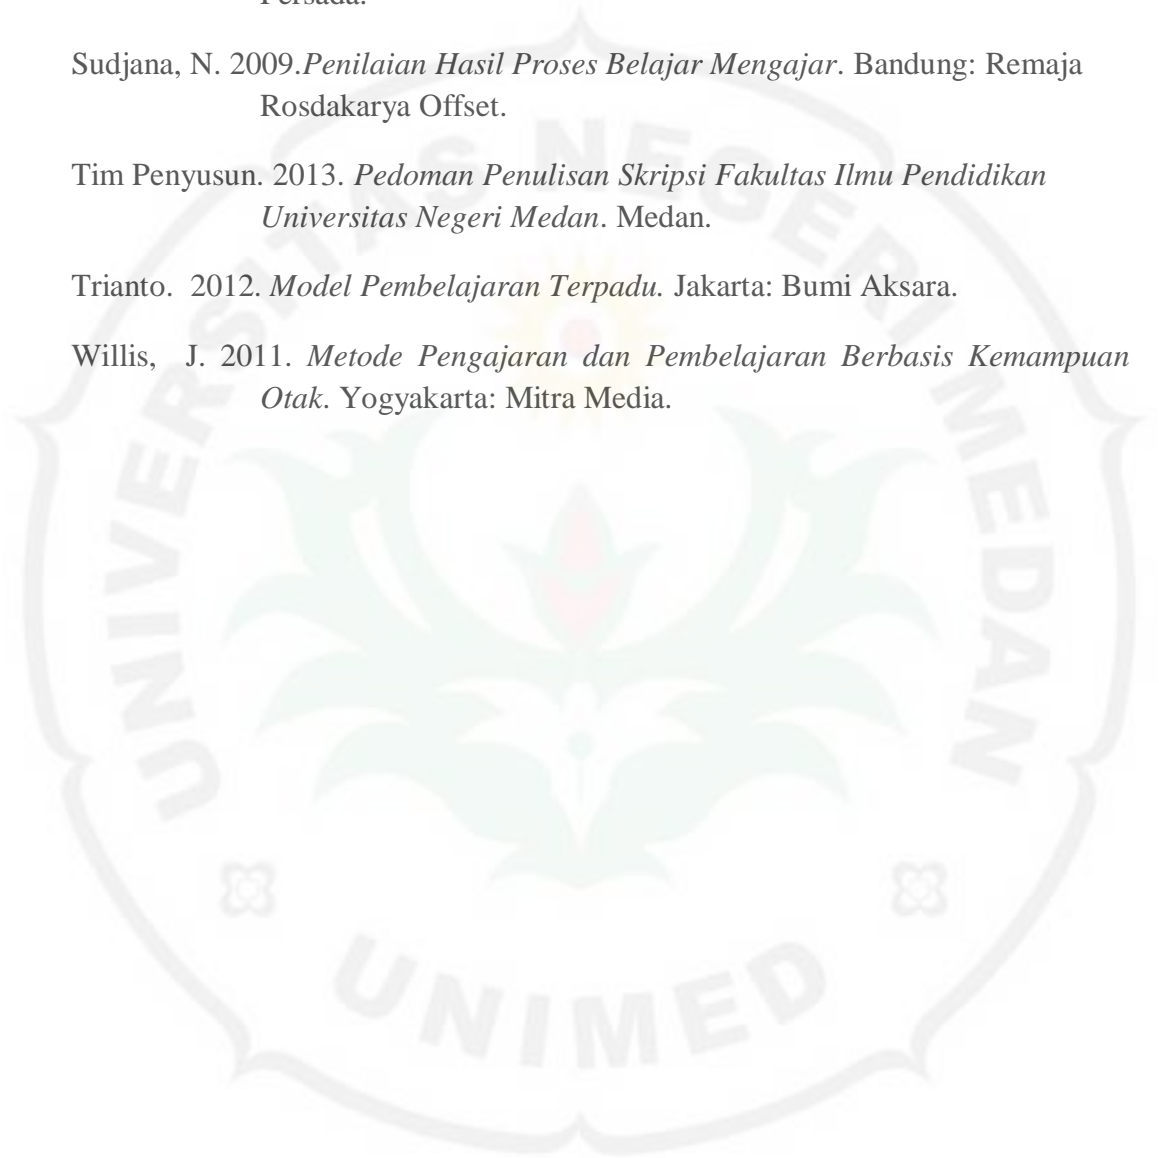 Persada.
Sudjana, N. 2009.Penilaian Hasil Proses Belajar Mengajar. Bandung: Remaja
Rosdakarya Offset.
Tim Penyusun. 2013. Pedoman Penulisan Skripsi Fakultas Ilmu Pendidikan
Universitas Negeri Medan. Medan.
Trianto.  2012. Model Pembelajaran Terpadu. Jakarta: Bumi Aksara.
Willis,  J. 2011. Metode Pengajaran dan Pembelajaran Berbasis Kemampuan
Otak. Yogyakarta: Mitra Media.
UNIVERSITAS NEGERI MEDAN
UNIMED